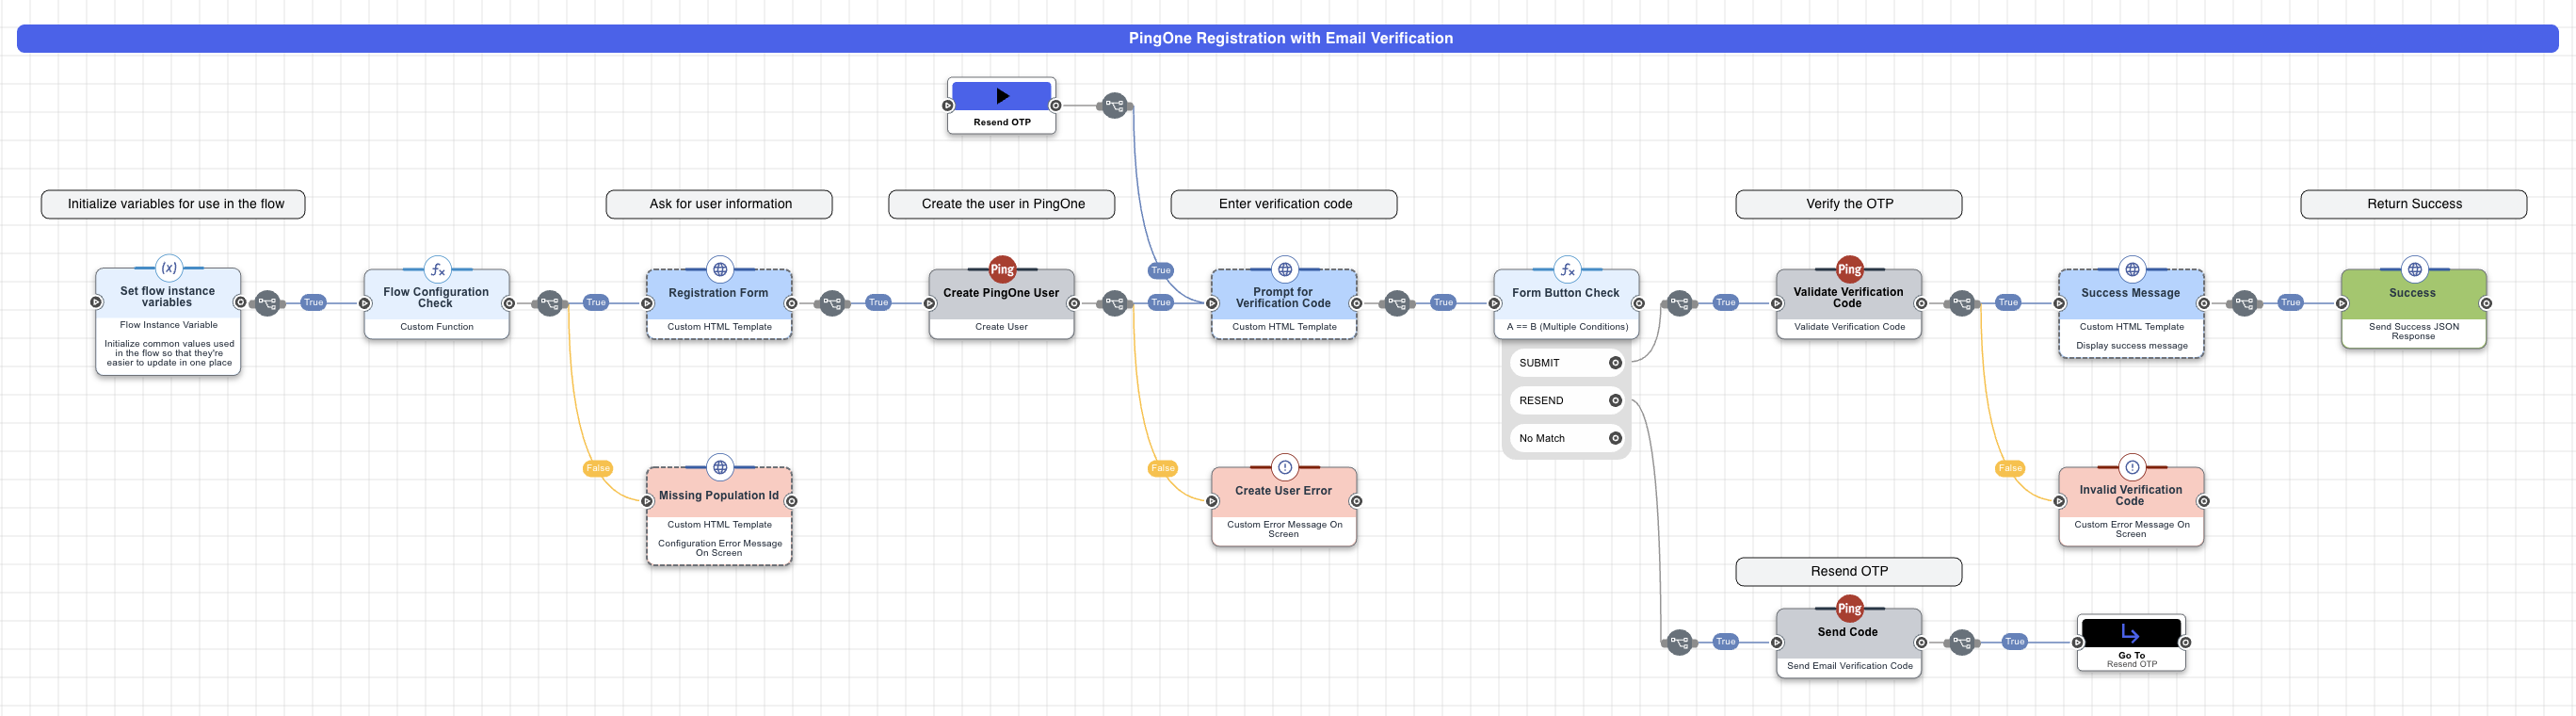 PingOne Registration with Email Verification
Resend OTP
Initialize variables for use in the flow
Ask for user information
Create the user in PingOne
Enter verification code
Verify the OTP
Return Success
(x)
Set flow instance
variables
Flow Instance Variable
Initialize common values used
in the flow so that they're
easier to update in one place
True
fx
Flow Configuration
Check
Custom Function
True
Registration Form
Custom HTML Template
True
Ping
Create PingOne User
Create User
True
True
Prompt for
Verification Code
Custom HTML Template
True
fx
Form Button Check
A == B (Multiple Conditions)
SUBMIT
RESEND
No Match
True
Ping
Validate Verification
Code
Validate Verification Code
True
Success Message
Custom HTML Template
Display success message
True
Success
Send Success JSON
Response
False
Missing Population Id
Custom HTML Template
Configuration Error Message
On Screen
False
Create User Error
Custom Error Message On
Screen
False
Invalid Verification
Code
Custom Error Message On
Screen
Resend OTP
True
Ping
Send Code
Send Email Verification Code
True
Go To
Resend OTP